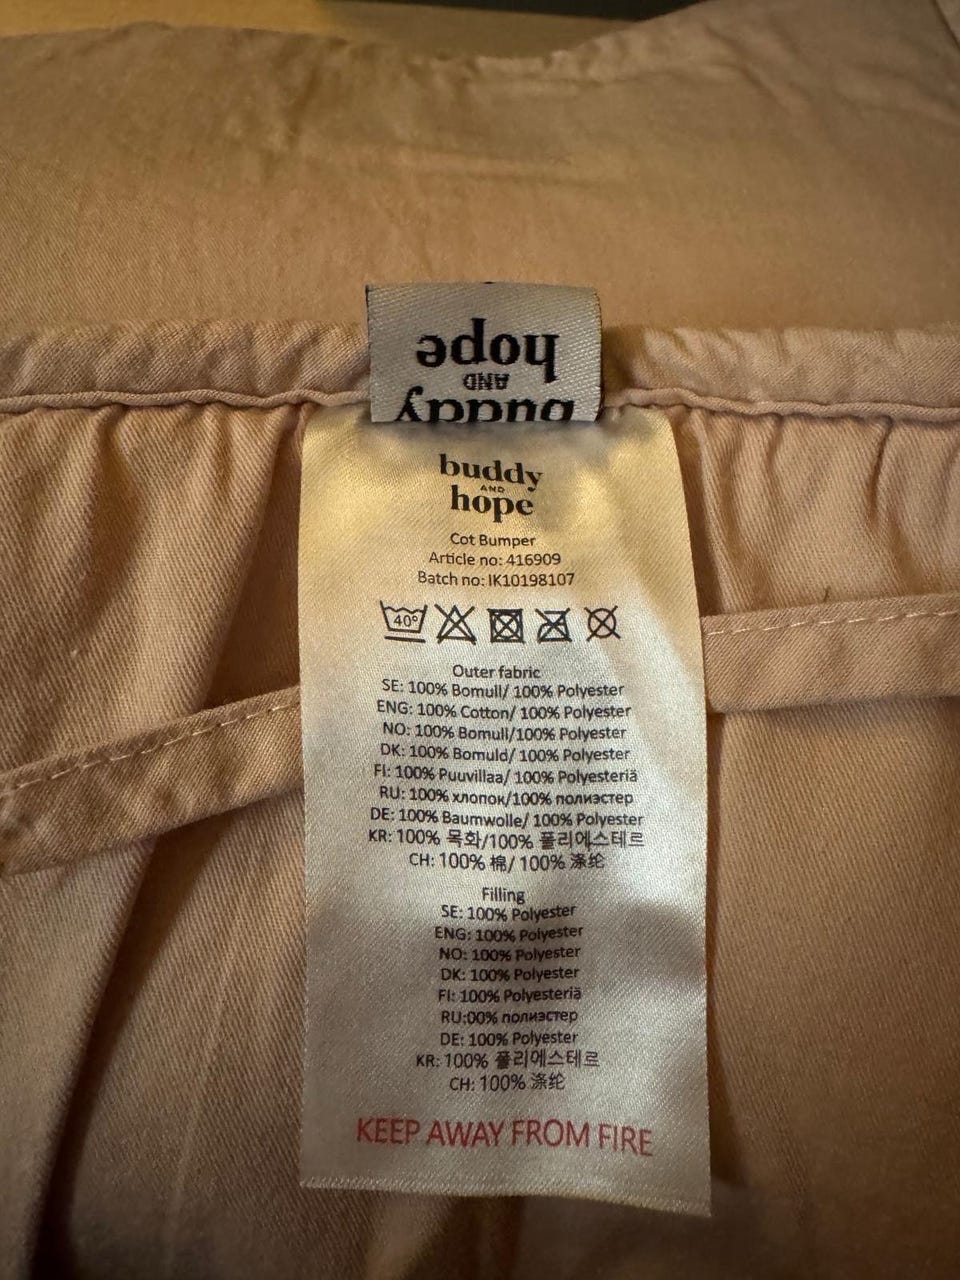 buddy
AND
hope
buddy
AND
hope
Cot Bumper
Article no: 416909
Batch no: IK10198107
40°
Outer fabric
SE: 100% Bomull/ 100% Polyester
ENG: 100% Cotton/ 100% Polyester
NO: 100% Bomull/100% Polyester
DK: 100% Bomuld/ 100% Polyester
FI: 100% Puuvillaa/ 100% Polyesteriä
RU: 100% хлопок/100% полиэстер
DE: 100% Baumwolle/ 100% Polyester
KR: 100% 목화/100% 폴리에스테르
CH: 100% 棉/ 100% 涤纶
Filling
SE: 100% Polyester
ENG: 100% Polyester
NO: 100% Polyester
DK: 100% Polyester
FI: 100% Polyesteriä
RU:00% полиэстер
DE: 100% Polyester
KR: 100% 폴리에스테르
CH: 100% 涤纶
KEEP AWAY FROM FIRE